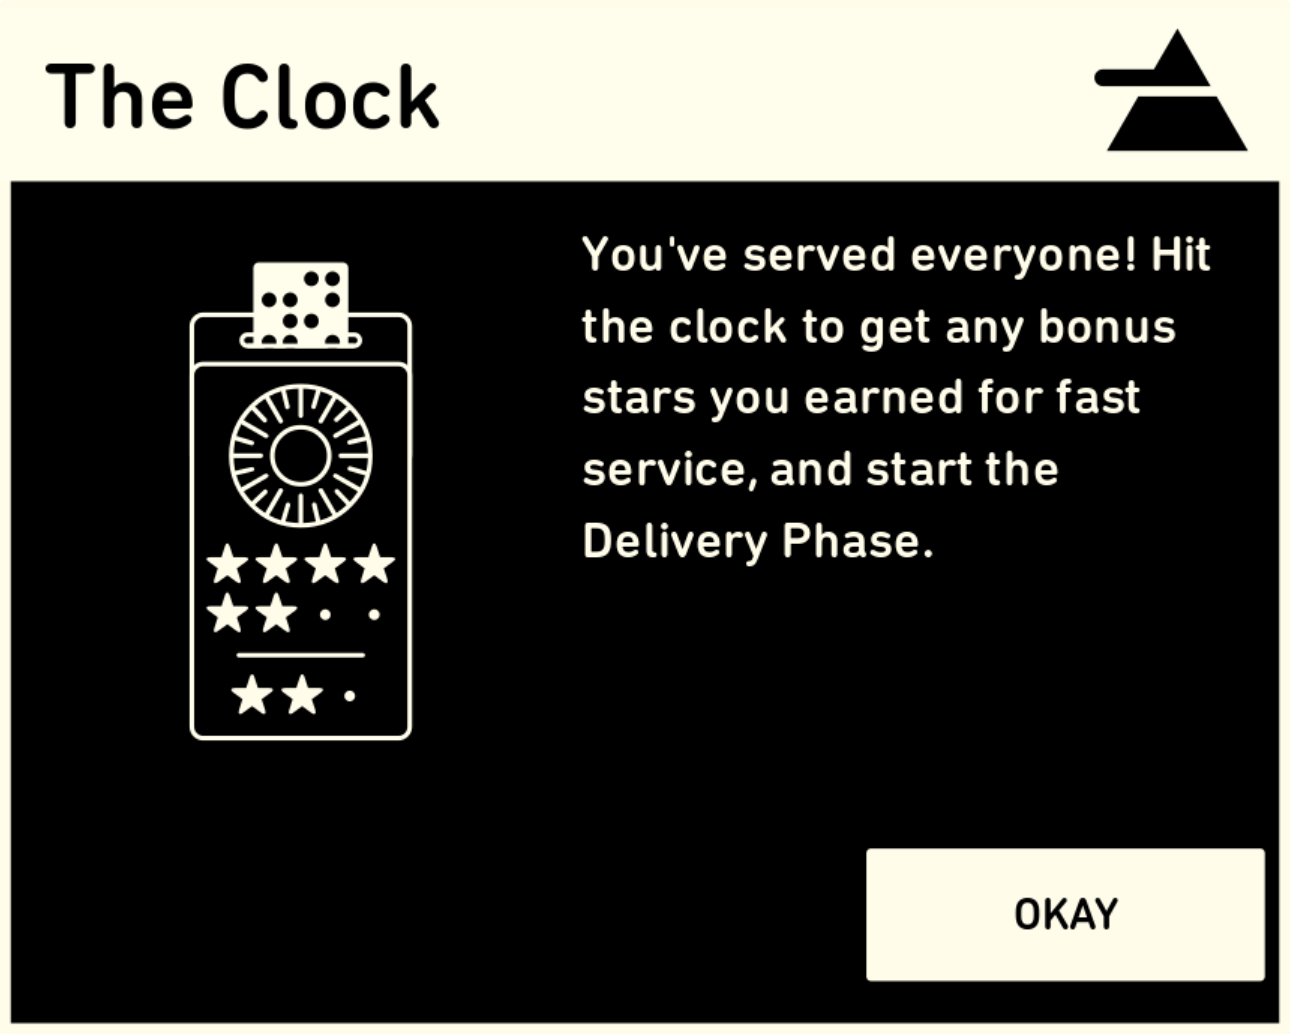 The Clock
You've served everyone! Hit
the clock to get any bonus
stars you earned for fast
service, and start the
Delivery Phase.
OKAY